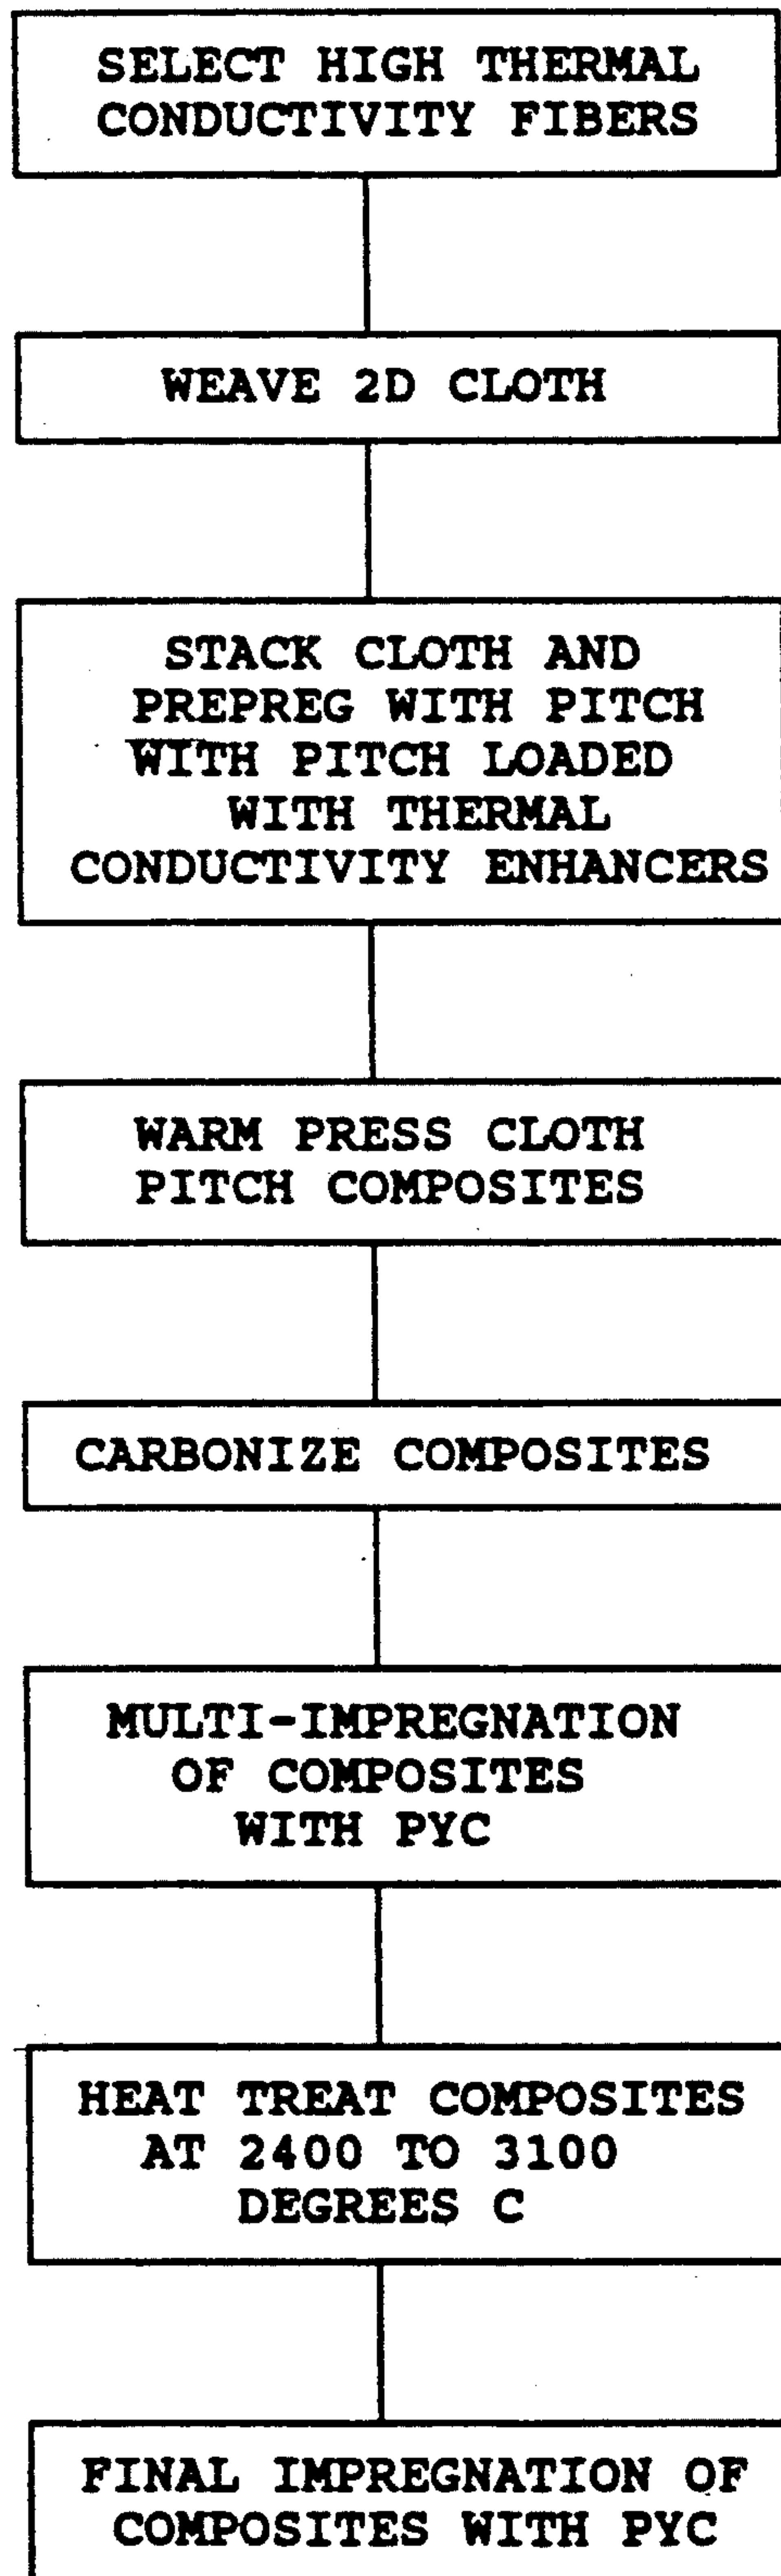 SELECT HIGH THERMAL
CONDUCTIVITY FIBERS
WEAVE 2D CLOTH
STACK CLOTH AND
PREPREG WITH PITCH
WITH PITCH LOADED
WITH THERMAL
CONDUCTIVITY ENHANCERS
WARM PRESS CLOTH
PITCH COMPOSITES
CARBONIZE COMPOSITES
MULTI-IMPREGNATION
OF COMPOSITES
WITH PYC
HEAT TREAT COMPOSITES
AT 2400 TO 3100
DEGREES C
FINAL IMPREGNATION OF
COMPOSITES WITH PYC